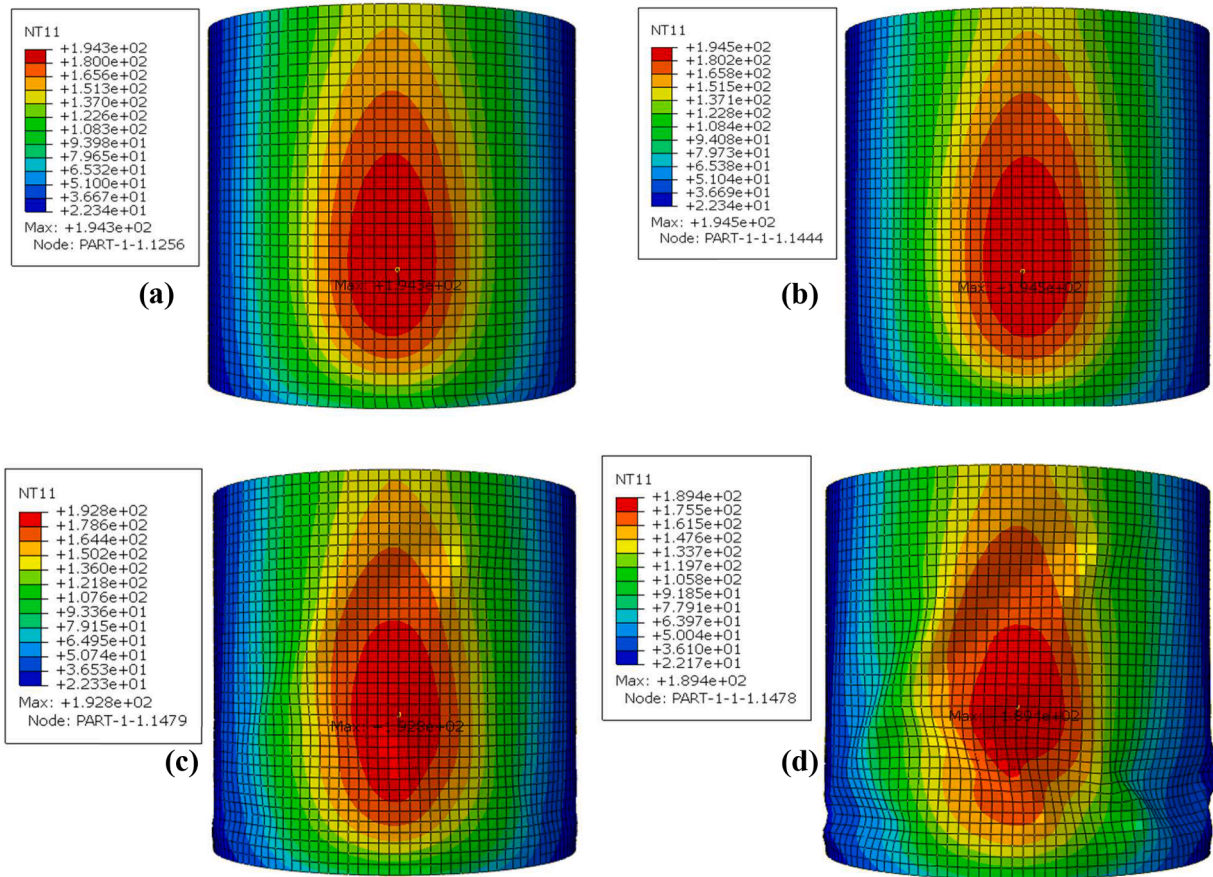 NT11
+1.943e+02
+1.800e+02
+1.656e+02
+1.513e+02
+1.370e+02
+1.226e+02
+1.083e+02
+9.398e+01
+7.965e+01
+6.532e+01
+5.100e+01
+3.667e+01
+2.234e+01
Max: +1.943e+02
Node: PART-1-1.1256
Max: +1.943e+02
(a)
NT11
+1.945e+02
+1.802e+02
+1.658e+02
+1.515e+02
+1.371e+02
+1.228e+02
+1.084e+02
+9.408e+01
+7.973e+01
+6.538e+01
+5.104e+01
+3.669e+01
+2.234e+01
Max: +1.945e+02
Node: PART-1-1-1.1444
Max: +1.945e+02
(b)
NT11
+1.928e+02
+1.786e+02
+1.644e+02
+1.502e+02
+1.360e+02
+1.218e+02
+1.076e+02
+9.336e+01
+7.915e+01
+6.495e+01
+5.074e+01
+3.653e+01
+2.233e+01
Max: +1.928e+02
Node: PART-1-1.1479
Max: +1.928e+02
(c)
NT11
+1.894e+02
+1.755e+02
+1.615e+02
+1.476e+02
+1.337e+02
+1.197e+02
+1.058e+02
+9.185e+01
+7.791e+01
+6.397e+01
+5.004e+01
+3.610e+01
+2.217e+01
Max: +1.894e+02
Node: PART-1-1-1.1478
Max: +1.894e+02
(d)